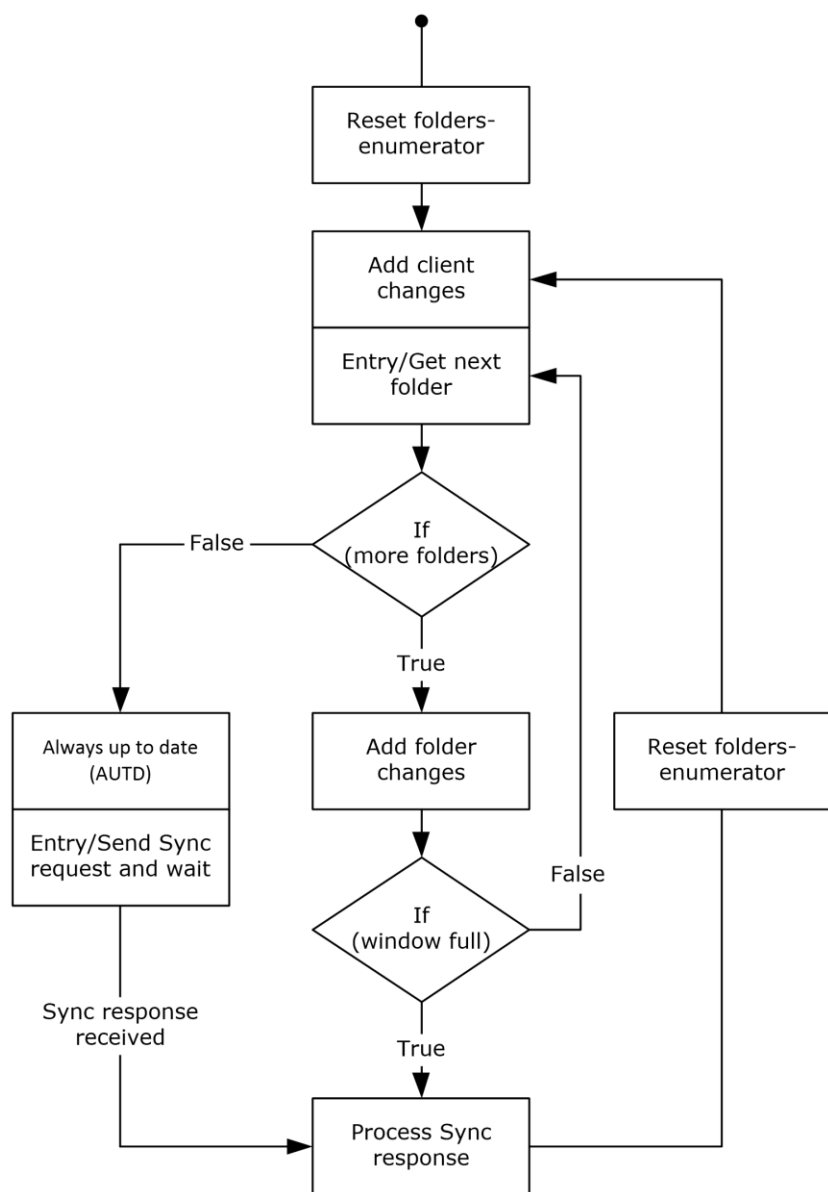 Reset folders-
enumerator
Add client
changes
Entry/Get next
folder
If
(more folders)
False
True
Always up to date
(AUTD)
Entry/Send Sync
request and wait
Add folder
changes
Reset folders-
enumerator
If
(window full)
False
Sync response
received
True
Process Sync
response